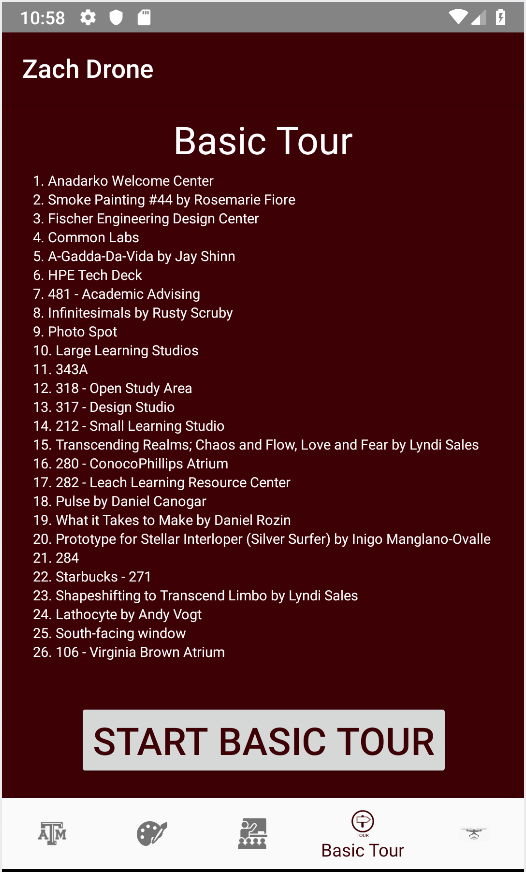 10:58
Zach Drone
Basic Tour
1. Anadarko Welcome Center
2. Smoke Painting #44 by Rosemarie Fiore
3. Fischer Engineering Design Center
4. Common Labs
5. A-Gadda-Da-Vida by Jay Shinn
6. HPE Tech Deck
7. 481 - Academic Advising
8. Infinitesimals by Rusty Scruby
9. Photo Spot
10. Large Learning Studios
11. 343A
12. 318 - Open Study Area
13. 317 - Design Studio
14. 212 - Small Learning Studio
15. Transcending Realms; Chaos and Flow, Love and Fear by Lyndi Sales
16. 280 - ConocoPhillips Atrium
17. 282 - Leach Learning Resource Center
18. Pulse by Daniel Canogar
19. What it Takes to Make by Daniel Rozin
20. Prototype for Stellar Interloper (Silver Surfer) by Inigo Manglano-Ovalle
21. 284
22. Starbucks - 271
23. Shapeshifting to Transcend Limbo by Lyndi Sales
24. Lathocyte by Andy Vogt
25. South-facing window
26. 106 - Virginia Brown Atrium
START BASIC TOUR
ATM
Basic Tour